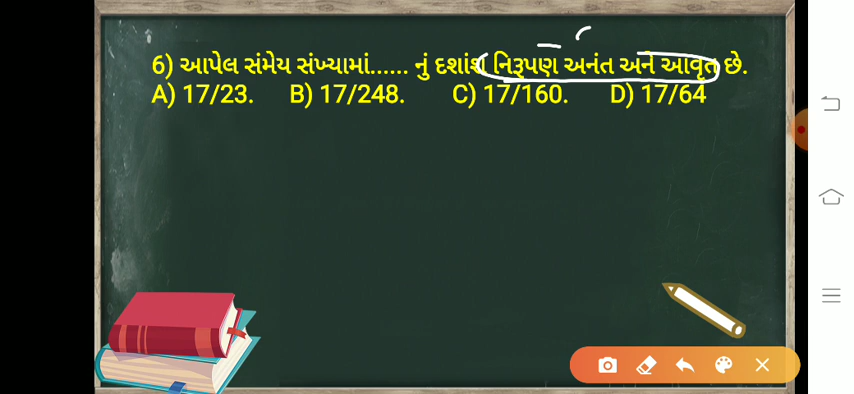 6) આપેલ સંમેય સંખ્યામાં...... નું દશાંશ નિરૂપણ અનંત અને આવૃત છે.
A) 17/23. B) 17/248. C) 17/160. D) 17/64